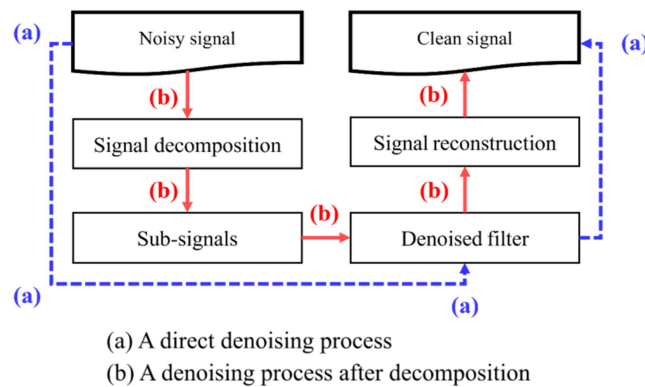 (a)
Noisy signal
Clean signal
(a)
(b)
(b)
Signal decomposition
Signal reconstruction
(b)
(b)
(b)
Sub-signals
Denoised filter
(a)
(a)
(a) A direct denoising process
(b) A denoising process after decomposition